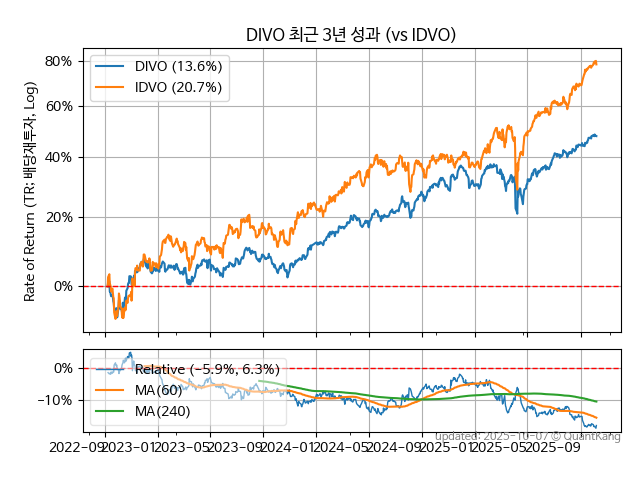 DIVO 최근 3년 성과 (vs IDVO)
DIVO (13.6%)
IDVO (20.7%)
80%
60%
40%
20%
0%
Rate of Return (TR: 배당재투자, Log)
Relative (-5.9%, 6.3%)
MA(60)
MA(240)
0%
-10%
updated: 2025-10-07 © QuantKang
2022-09 2023-01 2023-05 2023-09 2024-01 2024-05 2024-09 2025-01 2025-05 2025-09